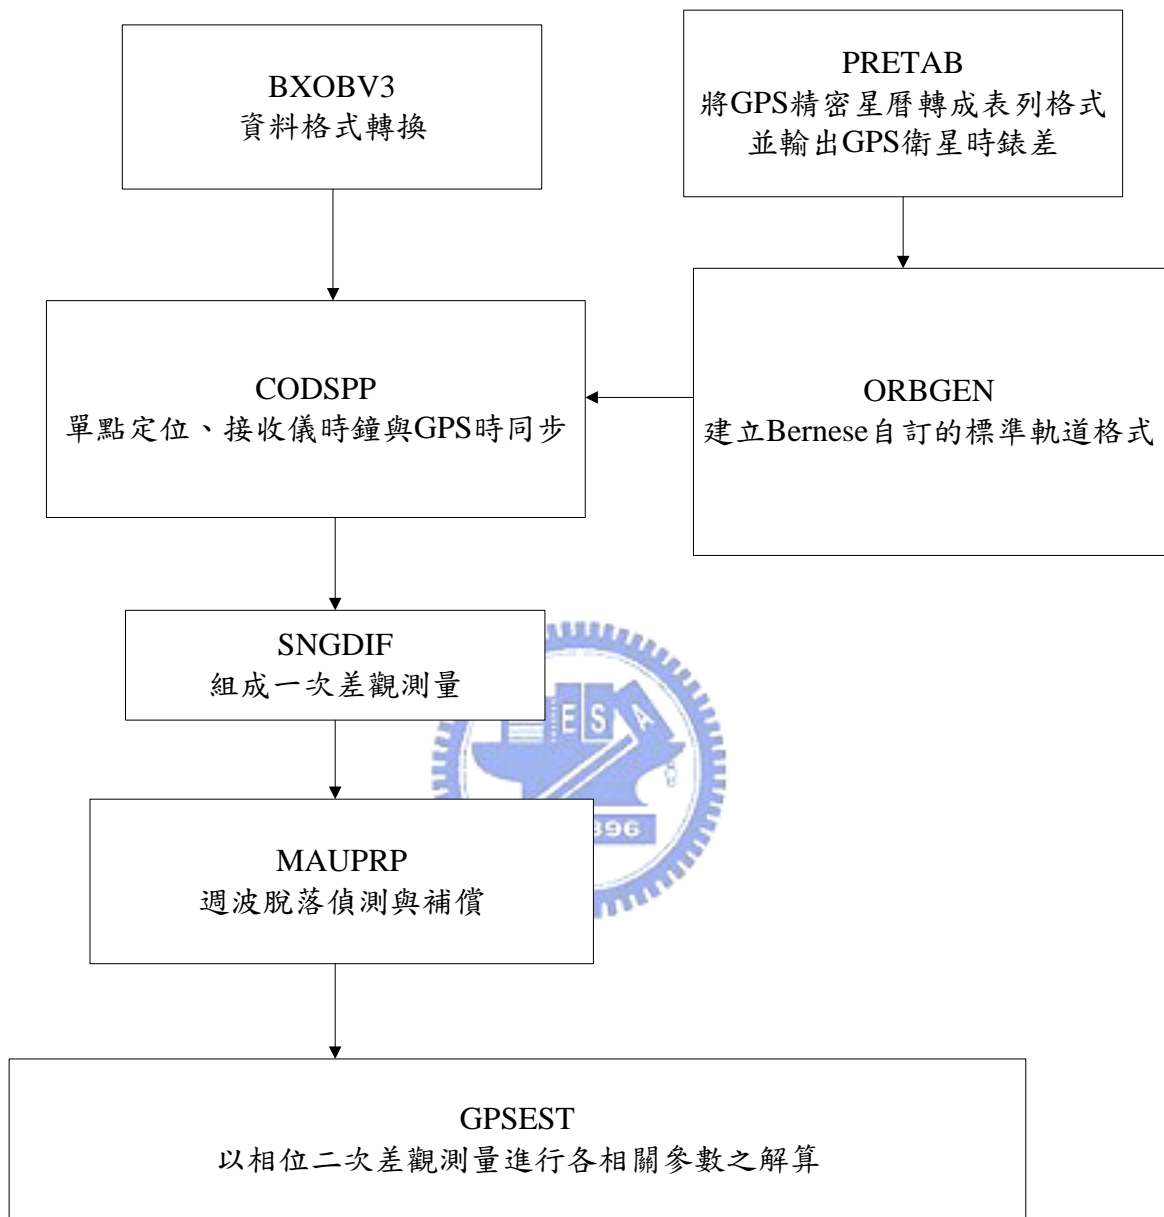 BXOBV3
資料格式轉換
PRETAB
將GPS精密星曆轉成表列格式
並輸出GPS衛星時錶差
CODSPP
單點定位、接收儀時鐘與GPS時同步
ORBGEN
建立Bernese自訂的標準軌道格式
SNGDIF
組成一次差觀測量
E S A
896
MAUPRP
週波脫落偵測與補償
GPSEST
以相位二次差觀測量進行各相關參數之解算